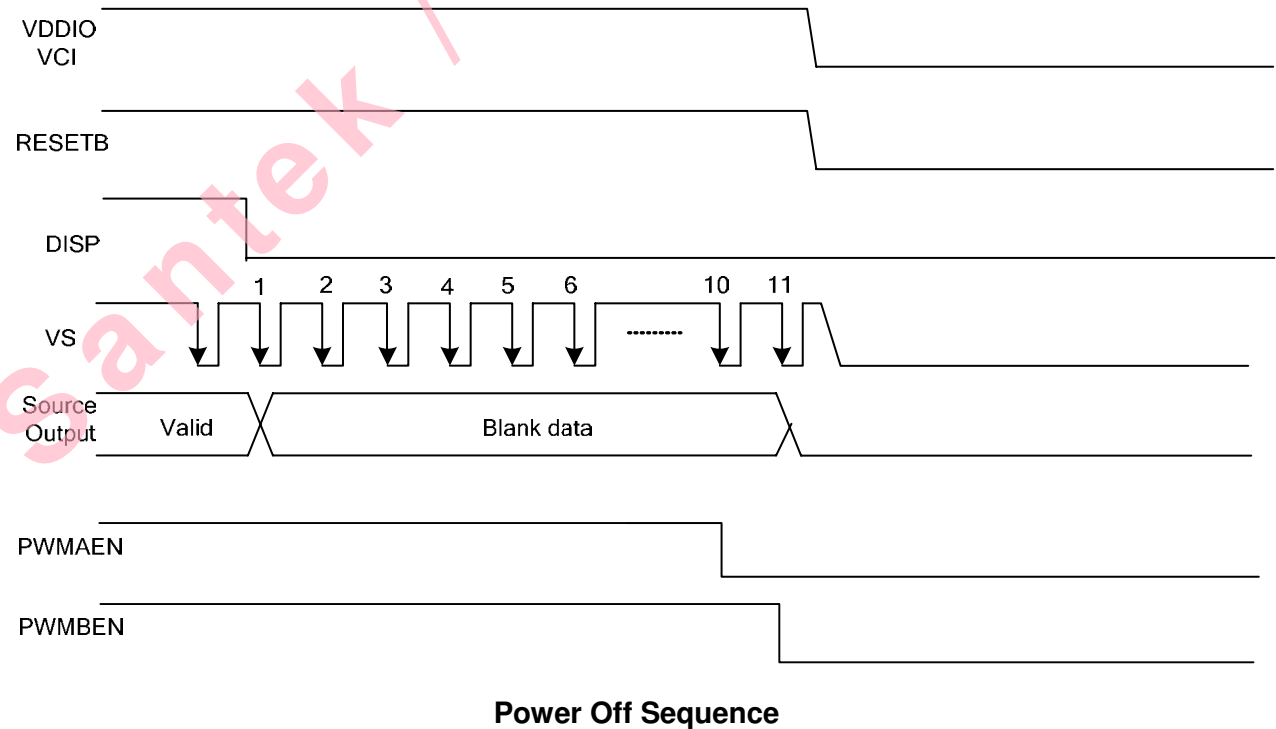 VDDIO
VCI
RESETB
DISP
1 2 3 4 5 6 10 11
VS
Source
Output
Valid
Blank data
PWMAEN
PWMBEN
Power Off Sequence
Santek /